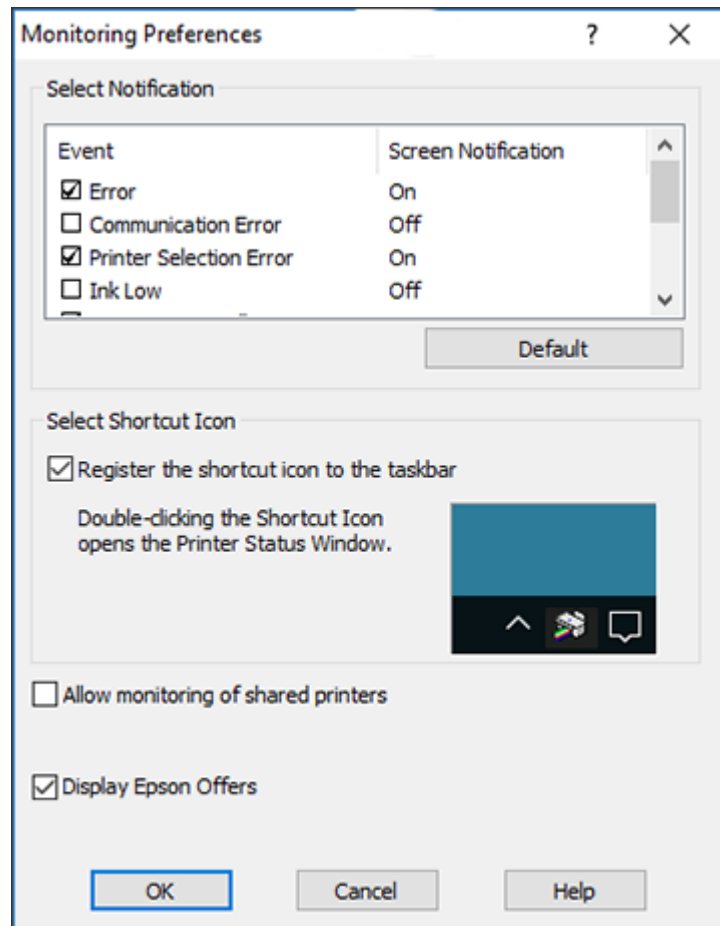 Monitoring Preferences ?
Select Notification
Event Screen Notification
Error On
Communication Error Off
Printer Selection Error On
Ink Low Off
Default
Select Shortcut Icon
Register the shortcut icon to the taskbar
Double-clicking the Shortcut Icon
opens the Printer Status Window.
Allow monitoring of shared printers
Display Epson Offers
OK Cancel Help